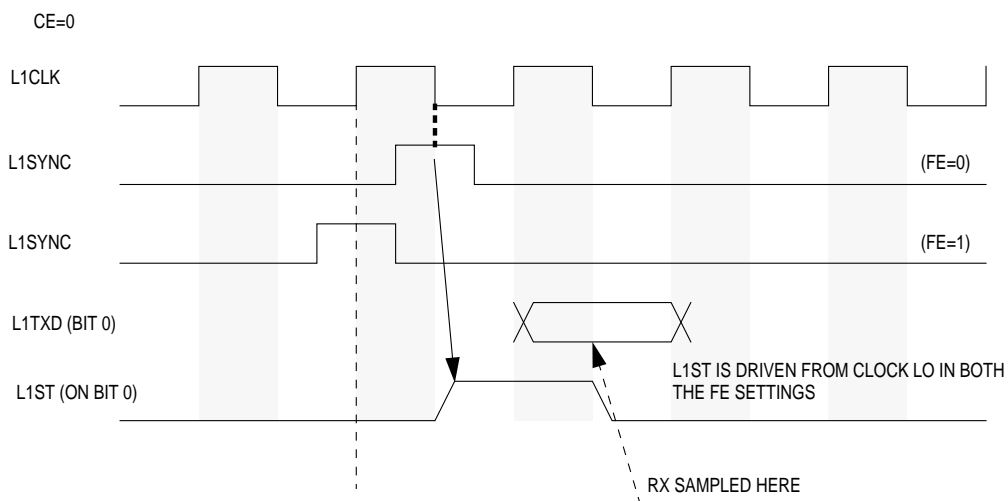 CE=0
L1CLK
L1SYNC
(FE=0)
L1SYNC
(FE=1)
L1TXD (BIT 0)
L1ST IS DRIVEN FROM CLOCK LO IN BOTH
THE FE SETTINGS
L1ST (ON BIT 0)
RX SAMPLED HERE